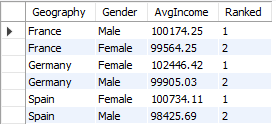 Geography Gender AvgIncome Ranked
France Male 100174.25 1
France Female 99564.25 2
Germany Female 102446.42 1
Germany Male 99905.03 2
Spain Female 100734.11 1
Spain Male 98425.69 2